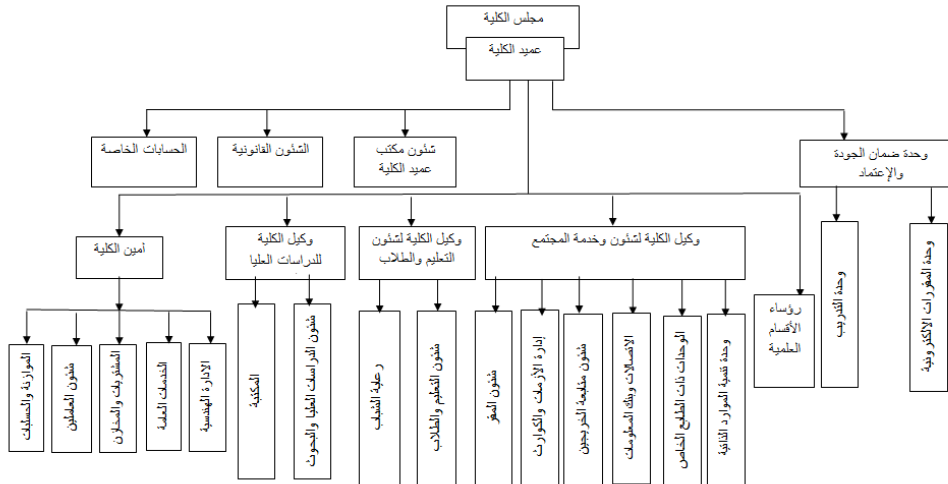 مجلس الكلية
عميد الكلية
وحدة ضمان الجودة
والإعتماد
شئون مكتب
عميد الكلية
الشئون القانونية
الحسابات الخاصة
رؤساء
الأقسام
العلمية
وكيل الكلية لشئون وخدمة المجتمع
وكيل الكلية لشئون
التعليم والطلاب
وكيل الكلية
للدراسات العليا
امين الكلية
وحدة المقررات الالكترونية
وحدة التدريب
وحدة تنمية الموارد الذاتية
الوحدات ذات الطابع الخاص
الاتصالات وبنك المعلومات
شئون متابعة الخريجين
إدارة الأزمات والكوارث
شئون المقر
شئون التعليم والطلاب
رعاية الشباب
شئون الدراسات العليا والبحوث
المكتبة
الادارة الهندسية
الخدمات العامة
المشتريات والمخازن
شئون العاملين
الموازنة والحسابات